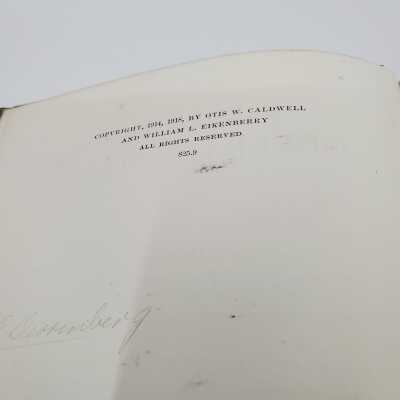 COPYRIGHT, 1914, 1918, BY OTIS W. CALDWELL
AND WILLIAM L. EIKENBERRY
ALL RIGHTS RESERVED
825.9